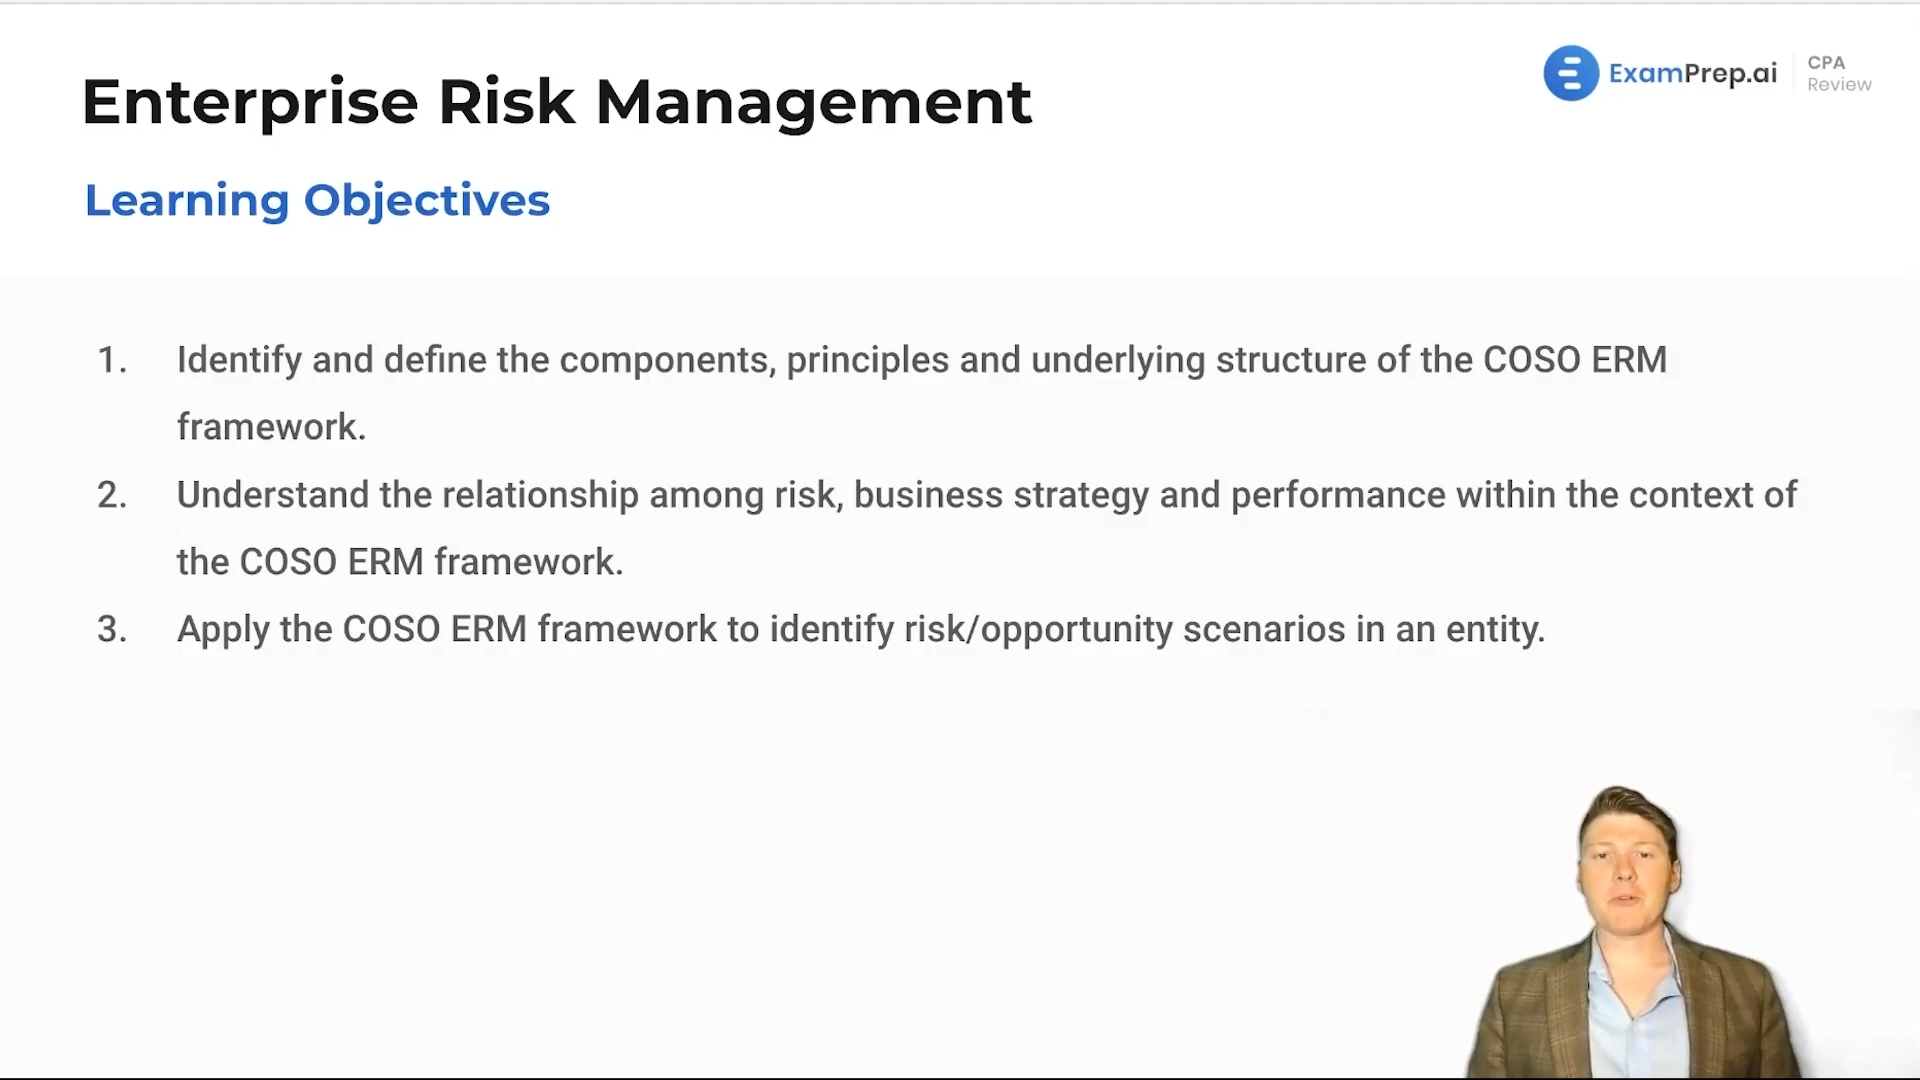 Enterprise Risk Management
ExamPrep.ai
CPA
Review
Learning Objectives
1. Identify and define the components, principles and underlying structure of the COSO ERM
framework.
2. Understand the relationship among risk, business strategy and performance within the context of
the COSO ERM framework.
3. Apply the COSO ERM framework to identify risk/opportunity scenarios in an entity.